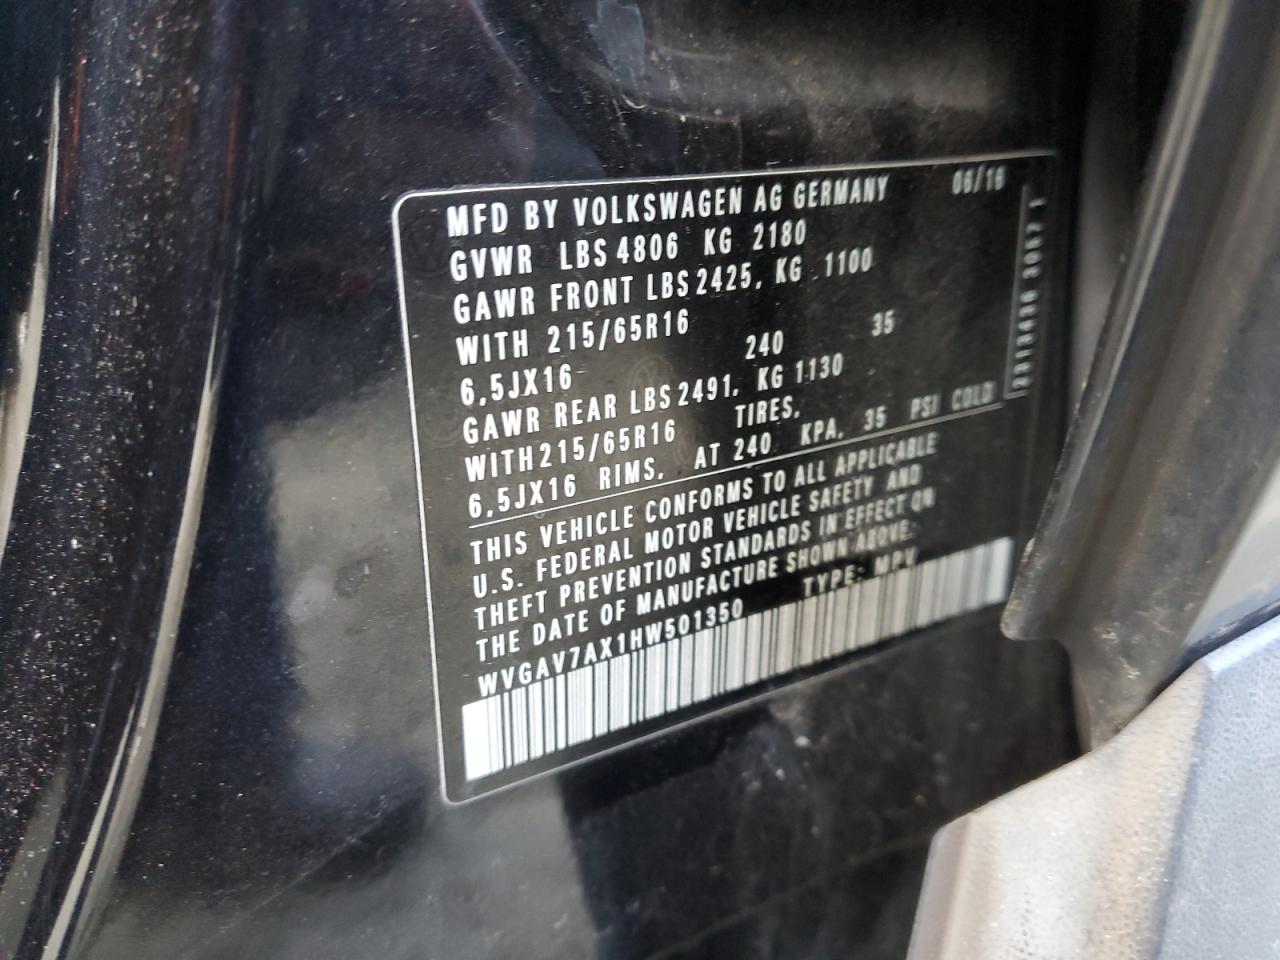 MFD BY VOLKSWAGEN AG GERMANY 06/16
GVWR LBS 4806 KG 2180
GAWR FRONT LBS 2425, KG 1100
WITH 215/65R16
6,5JX16 240 35
GAWR REAR LBS 2491, KG 1130
WITH 215/65R16 TIRES,
6,5JX16 RIMS, AT 240 KPA, 35 PSI COLD
THIS VEHICLE CONFORMS TO ALL APPLICABLE
U.S. FEDERAL MOTOR VEHICLE SAFETY AND
THEFT PREVENTION STANDARDS IN EFFECT ON
THE DATE OF MANUFACTURE SHOWN ABOVE.
WVGAV7AX1HW501350 TYPE: MPV